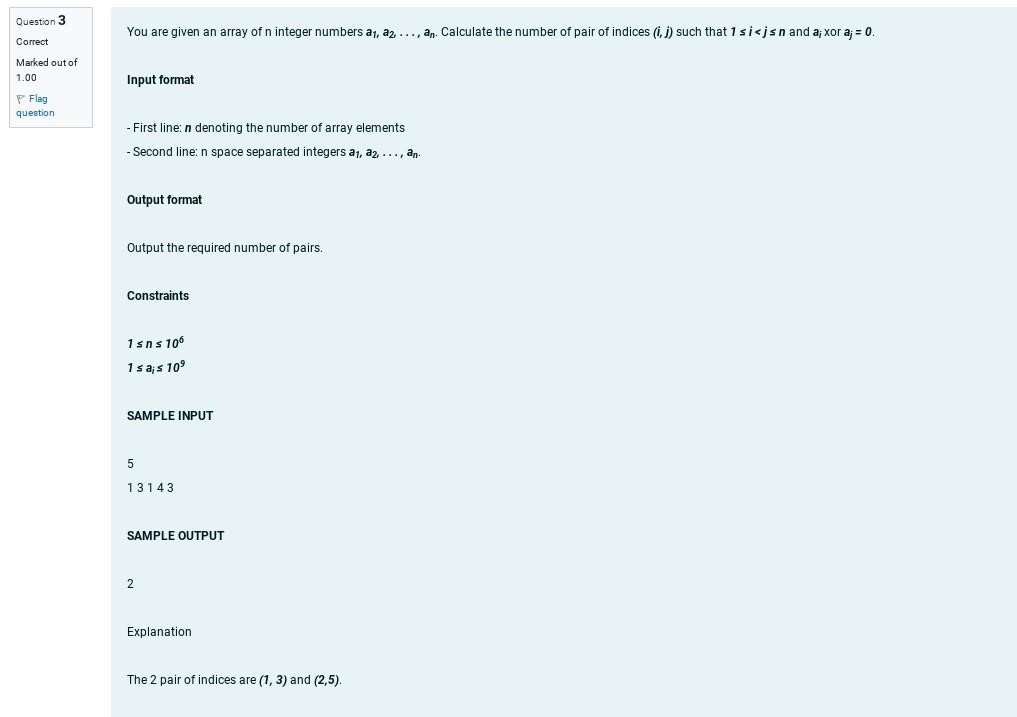 Question 3
Correct
Marked out of
1.00
Flag
question
You are given an array of n integer numbers a1, a2, . . . , an. Calculate the number of pair of indices (i, j) such that 1 ≤ i < j ≤ n and ai xor aj = 0.
Input format
- First line: n denoting the number of array elements
- Second line: n space separated integers a1, a2, . . . , an.
Output format
Output the required number of pairs.
Constraints
1 ≤ n ≤ 10^6
1 ≤ ai ≤ 10^9
SAMPLE INPUT
5
1 3 1 4 3
SAMPLE OUTPUT
2
Explanation
The 2 pair of indices are (1, 3) and (2,5).